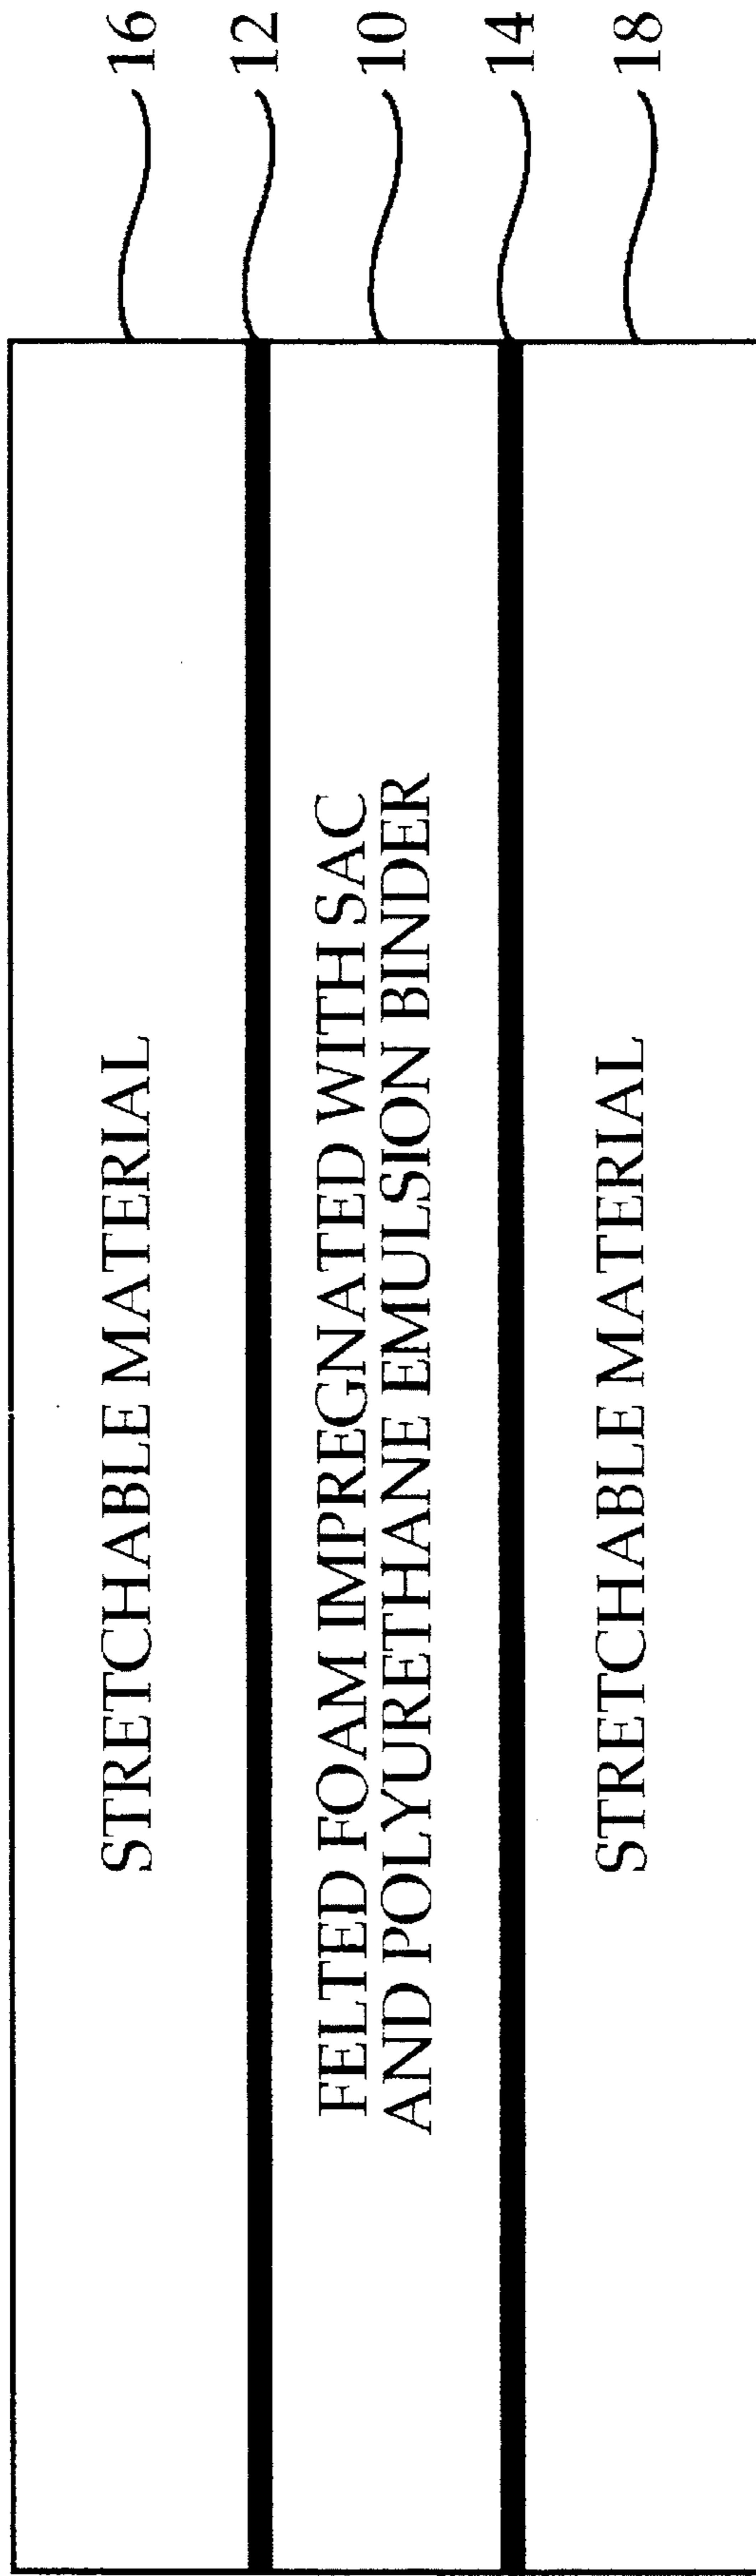 STRETCHABLE MATERIAL
16
12
FELTED FOAM IMPREGNATED WITH SAC
AND POLYURETHANE EMULSION BINDER
10
14
STRETCHABLE MATERIAL
18